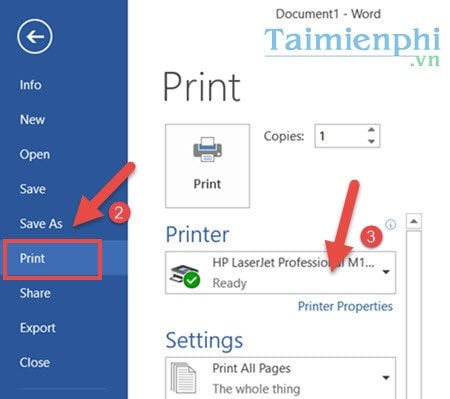 Document1 - Word
Taimienphi
.vn
Info
New
Open
Save
Save As
Print
Share
Export
Close
2
Print
Print
Copies:
1
Printer
3
HP LaserJet Professional M1...
Ready
Printer Properties
Settings
Print All Pages
The whole thing